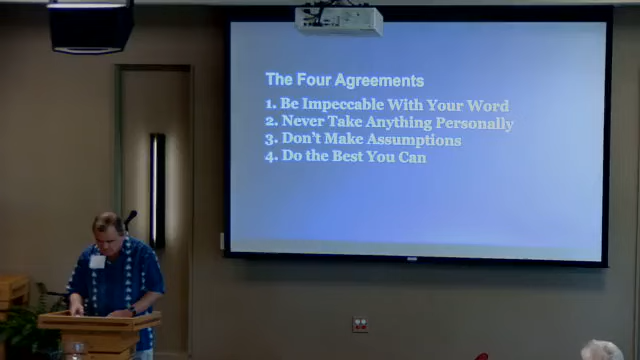 The Four Agreements
1. Be Impeccable With Your Word
2. Never Take Anything Personally
3. Don't Make Assumptions
4. Do the Best You Can